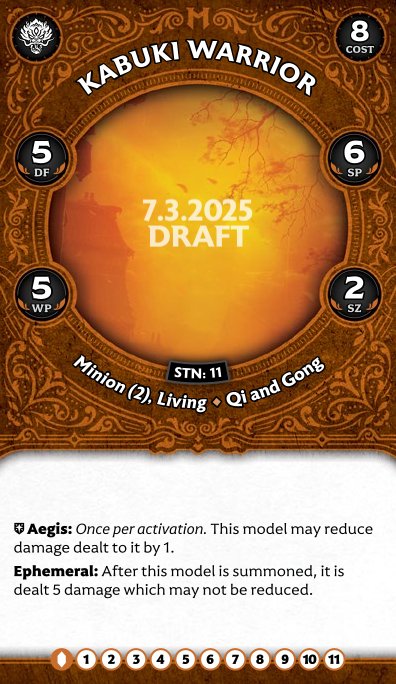 8
COST
KABUKI WARRIOR
5
DF
6
SP
7.3.2025
DRAFT
5
WP
2
SZ
STN: 11
Minion (2), Living ⬥ Qi and Gong
Aegis: Once per activation. This model may reduce
damage dealt to it by 1.
Ephemeral: After this model is summoned, it is
dealt 5 damage which may not be reduced.
1 2 3 4 5 6 7 8 9 10 11